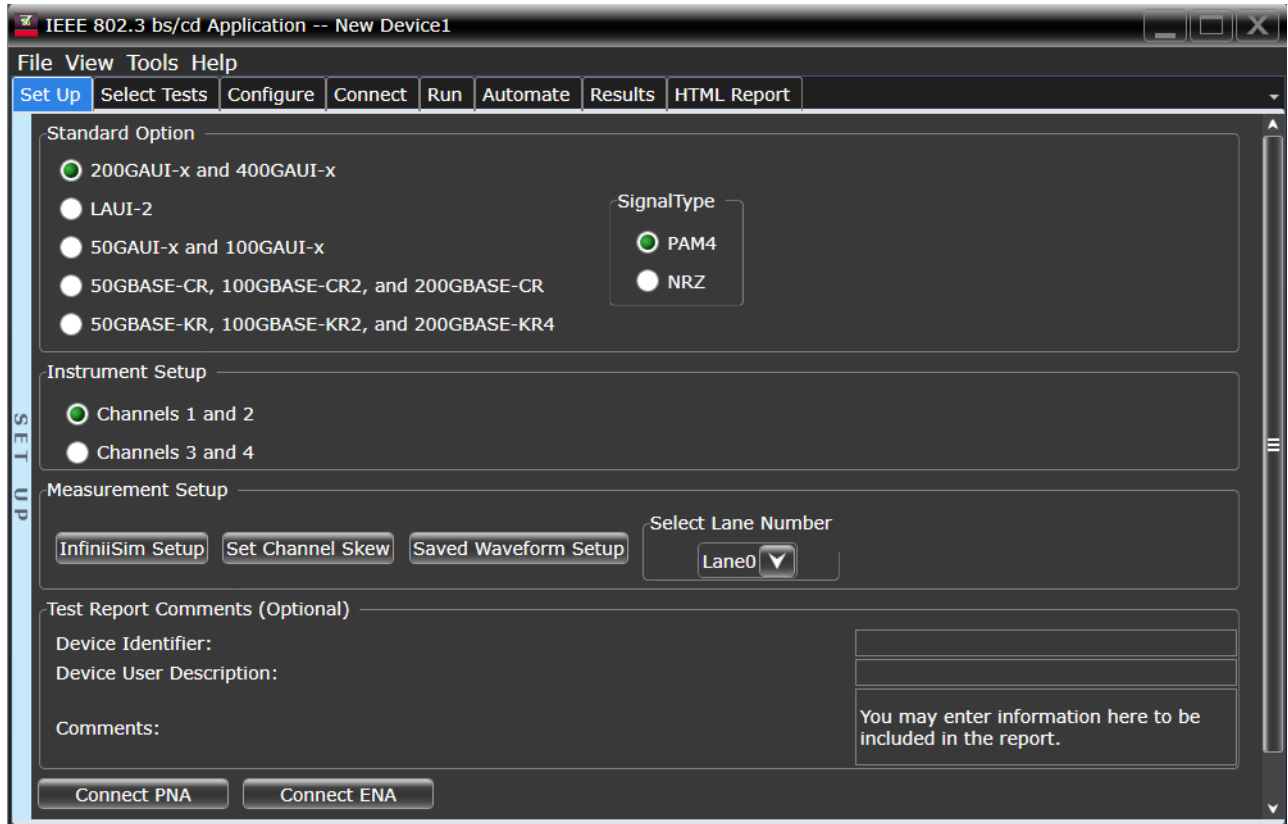 IEEE 802.3 bs/cd Application -- New Device1
File View Tools Help
Set Up Select Tests Configure Connect Run Automate Results HTML Report
SET UP
Standard Option
200GAUI-x and 400GAUI-x
LAUI-2
50GAUI-x and 100GAUI-x
50GBASE-CR, 100GBASE-CR2, and 200GBASE-CR
50GBASE-KR, 100GBASE-KR2, and 200GBASE-KR4
SignalType
PAM4
NRZ
Instrument Setup
Channels 1 and 2
Channels 3 and 4
Measurement Setup
InfiniiSim Setup Set Channel Skew Saved Waveform Setup
Select Lane Number
Lane0
Test Report Comments (Optional)
Device Identifier:
Device User Description:
Comments:
You may enter information here to be
included in the report.
Connect PNA Connect ENA